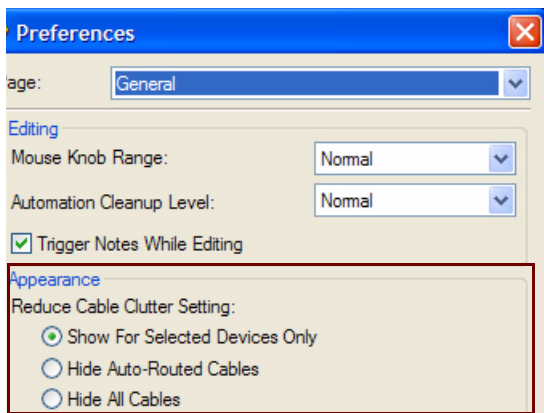 Preferences
Page: General
Editing
Mouse Knob Range: Normal
Automation Cleanup Level: Normal
Trigger Notes While Editing
Appearance
Reduce Cable Clutter Setting:
Show For Selected Devices Only
Hide Auto-Routed Cables
Hide All Cables